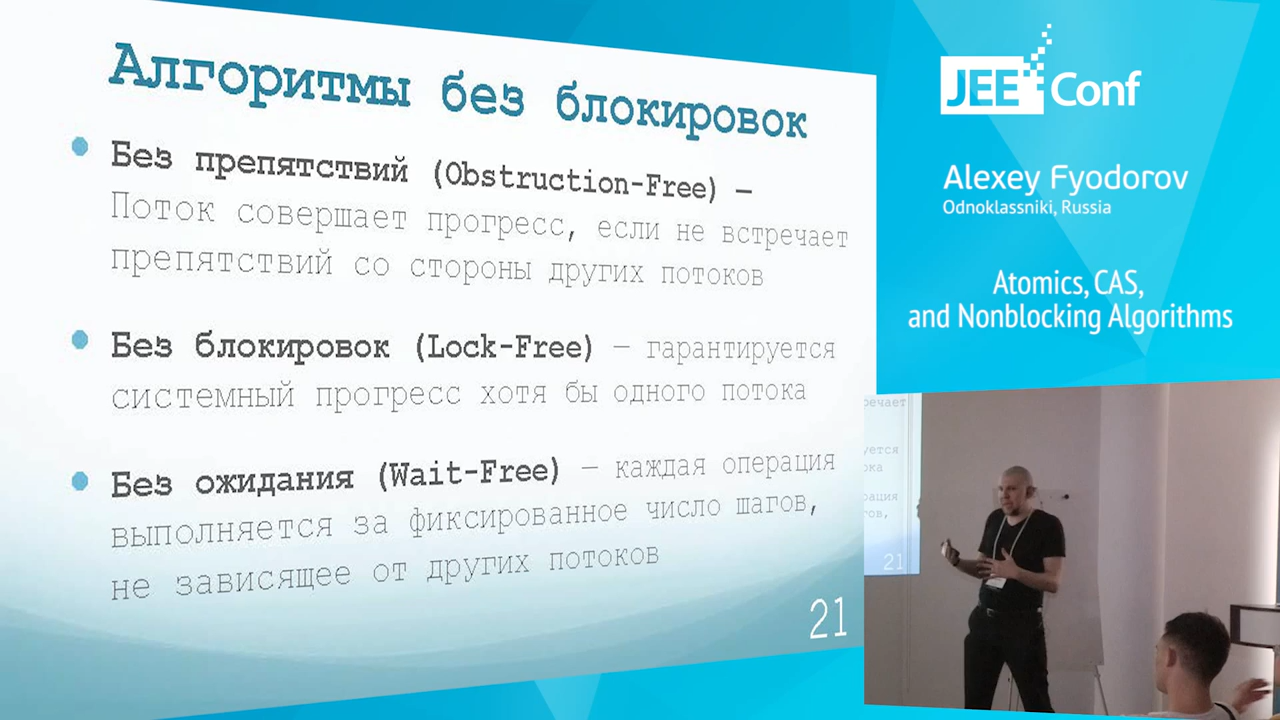 Алгоритмы без блокировок
Без препятствий (Obstruction-Free) –
Поток совершает прогресс, если не встречает
препятствий со стороны других потоков
Без блокировок (Lock-Free) – гарантируется
системный прогресс хотя бы одного потока
Без ожидания (Wait-Free) – каждая операция
выполняется за фиксированное число шагов,
не зависящее от других потоков
21
JEE Conf
Alexey Fyodorov
Odnoklassniki, Russia
Atomics, CAS,
and Nonblocking Algorithms
21